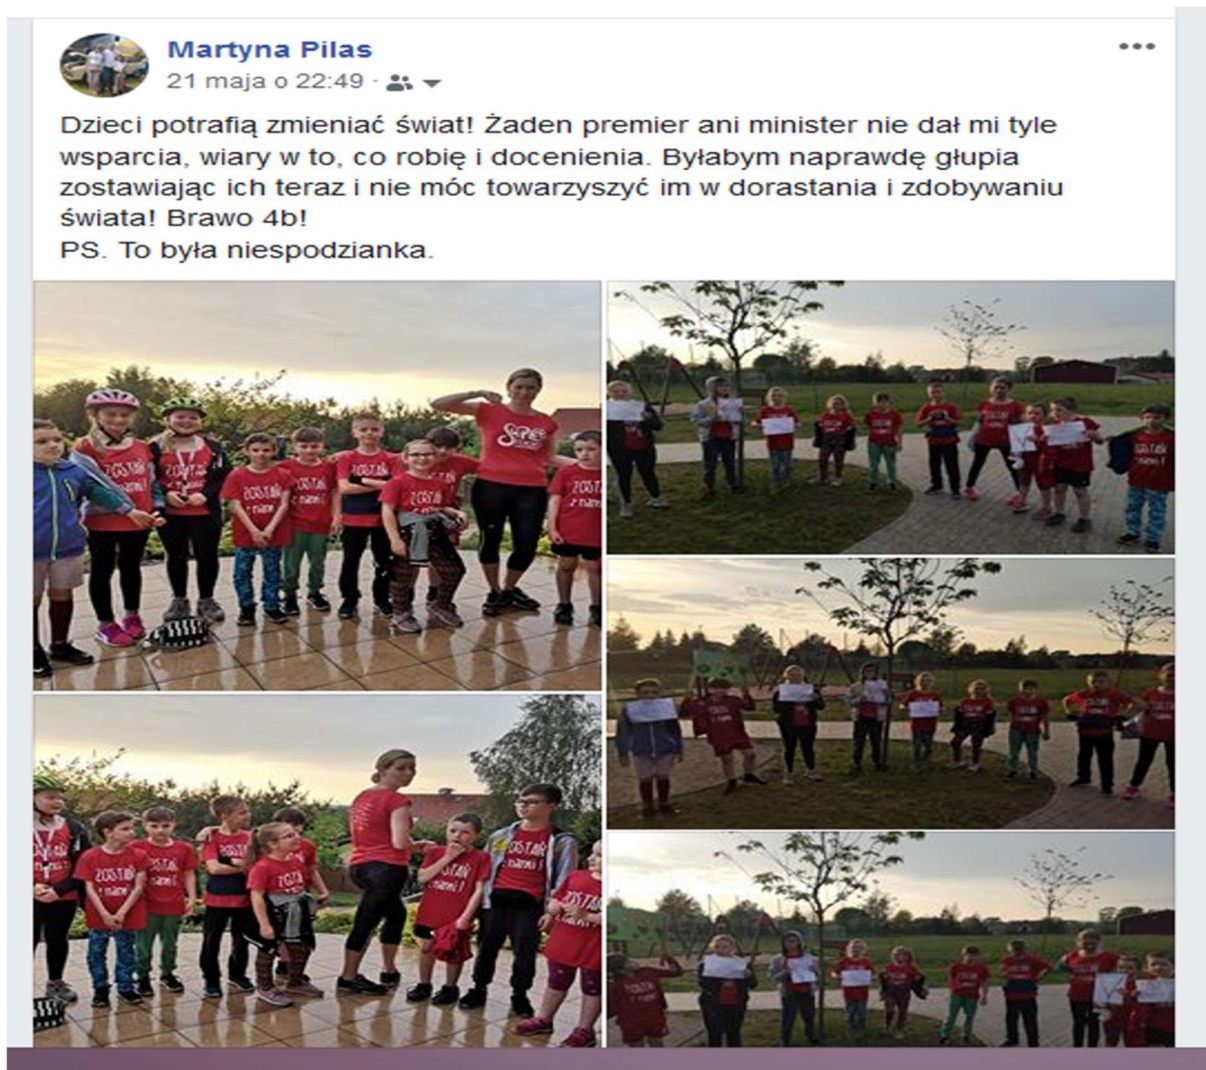 Martyna Pilas
21 maja o 22:49 ·
Dzieci potrafią zmieniać świat! Żaden premier ani minister nie dał mi tyle
wsparcia, wiary w to, co robię i docenienia. Byłabym naprawdę głupia
zostawiając ich teraz i nie móc towarzyszyć im w dorastania i zdobywaniu
świata! Brawo 4b!
PS. To była niespodzianka.
ZOSTAŃ
z nami!